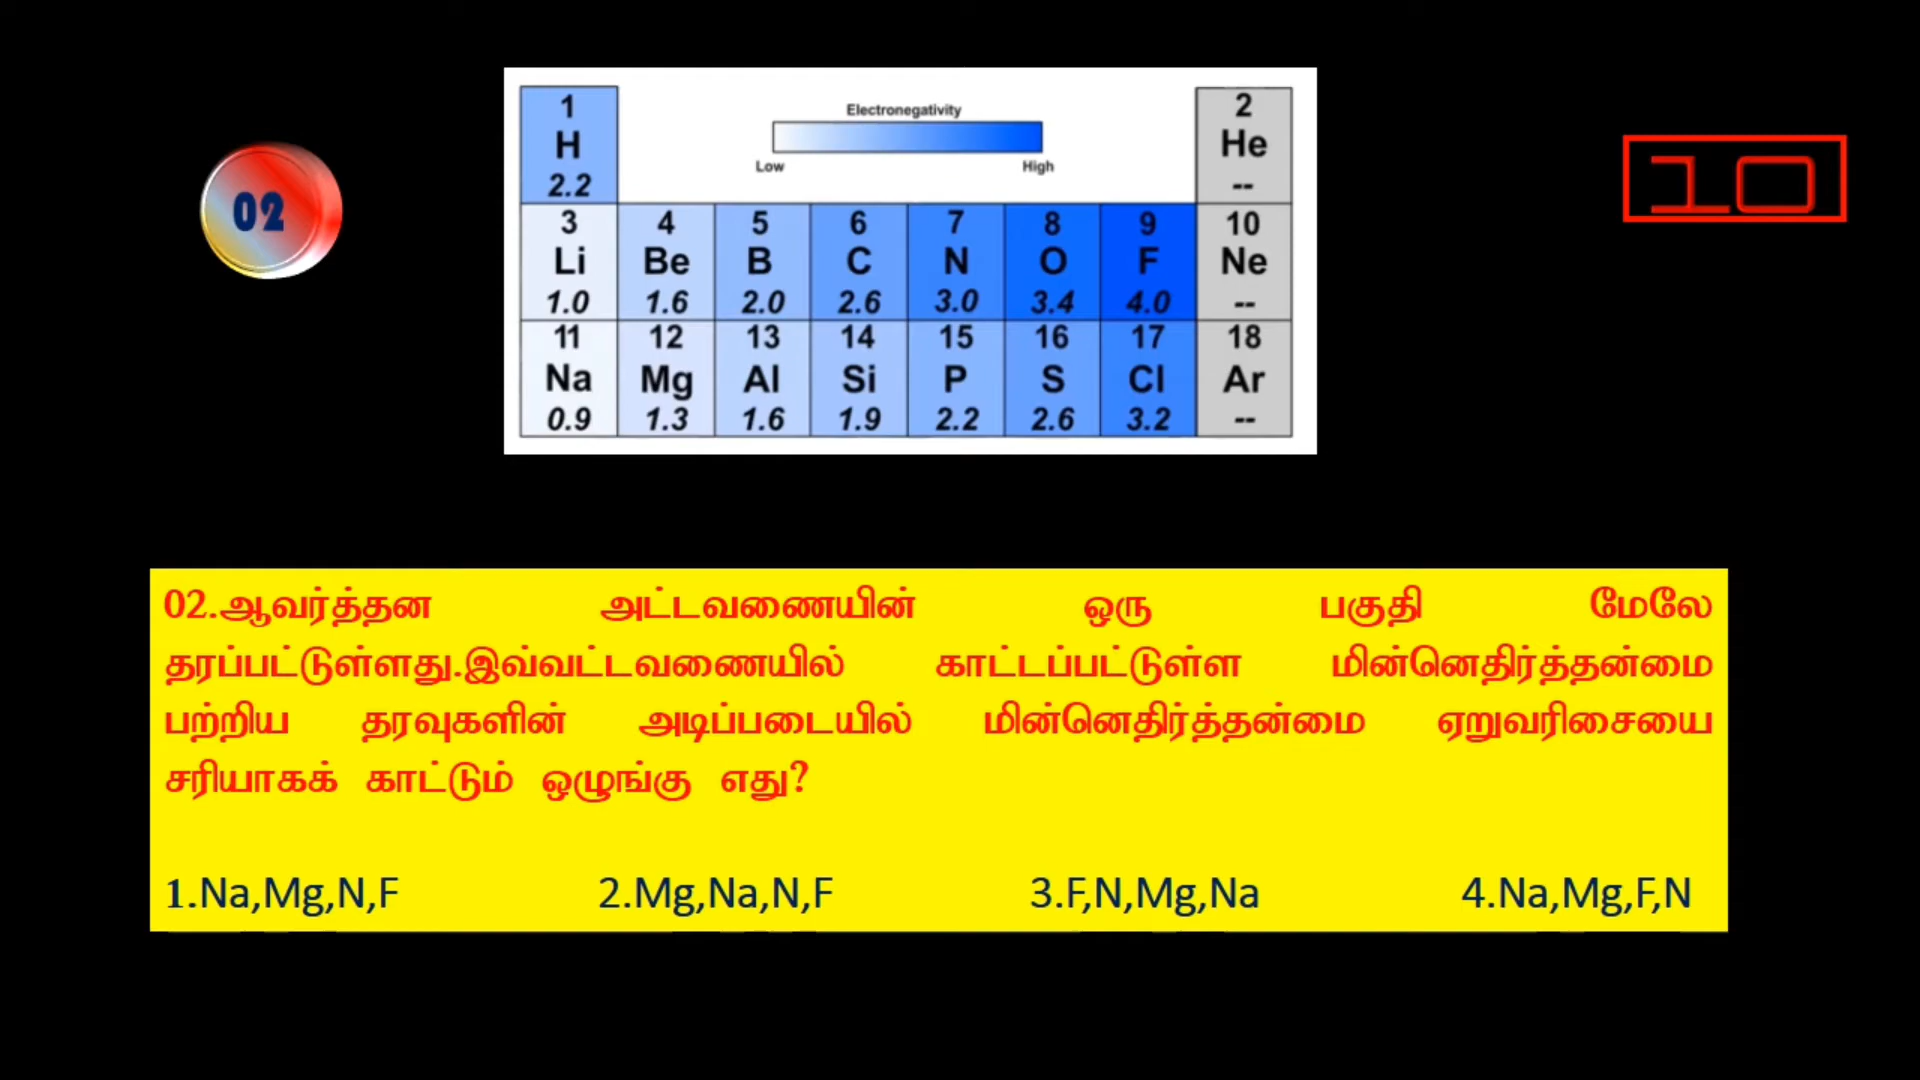 02
10
1 Electronegativity 2
H He
2.2 Low High --
3 4 5 6 7 8 9 10
Li Be B C N O F Ne
1.0 1.6 2.0 2.6 3.0 3.4 4.0 --
11 12 13 14 15 16 17 18
Na Mg Al Si P S Cl Ar
0.9 1.3 1.6 1.9 2.2 2.6 3.2 --
02.ஆவர்த்தன அட்டவணையின் ஒரு பகுதி மேலே
தரப்பட்டுள்ளது.இவ்வட்டவணையில் காட்டப்பட்டுள்ள மின்னெதிர்த்தன்மை
பற்றிய தரவுகளின் அடிப்படையில் மின்னெதிர்த்தன்மை ஏறுவரிசையை
சரியாகக் காட்டும் ஒழுங்கு எது?
1.Na,Mg,N,F 2.Mg,Na,N,F 3.F,N,Mg,Na 4.Na,Mg,F,N